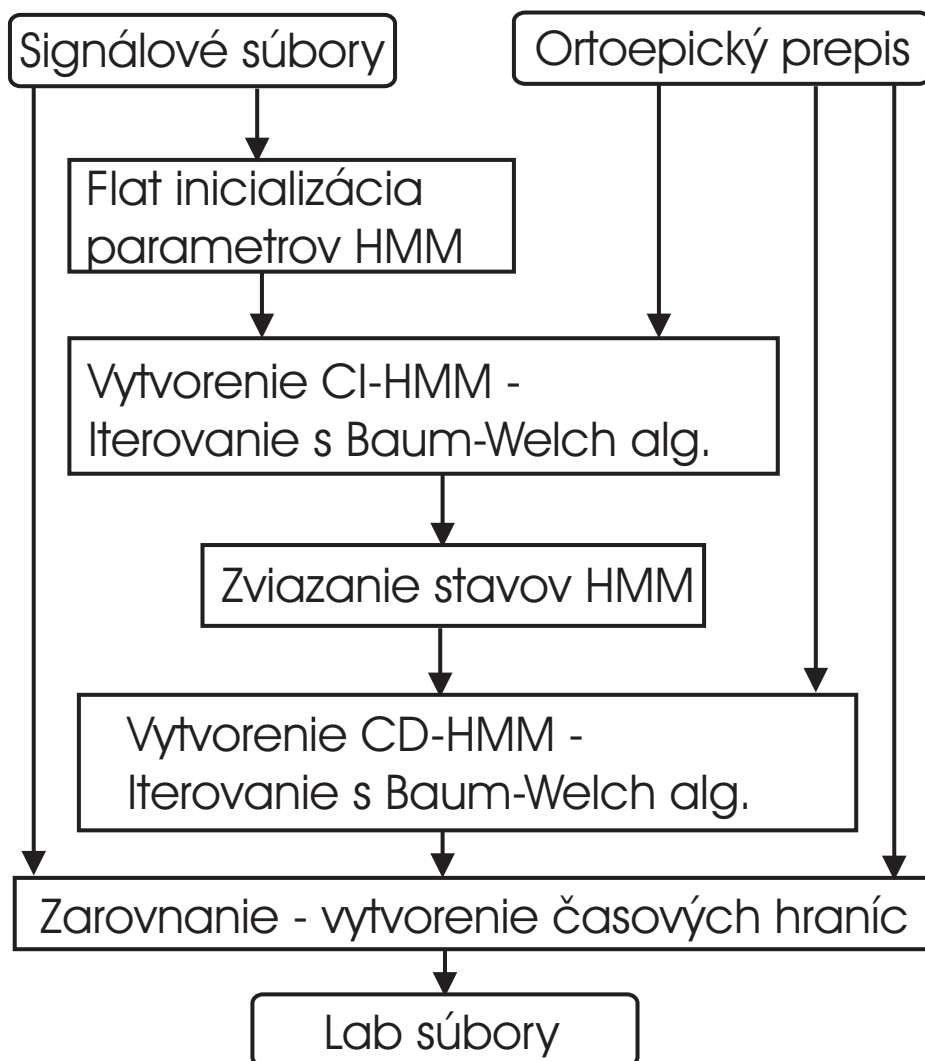 Signálové súbory
Ortoepický prepis
Flat inicializácia
parametrov HMM
Vytvorenie CI-HMM -
Iterovanie s Baum-Welch alg.
Zviazanie stavov HMM
Vytvorenie CD-HMM -
Iterovanie s Baum-Welch alg.
Zarovnanie - vytvorenie časových hraníc
Lab súbory